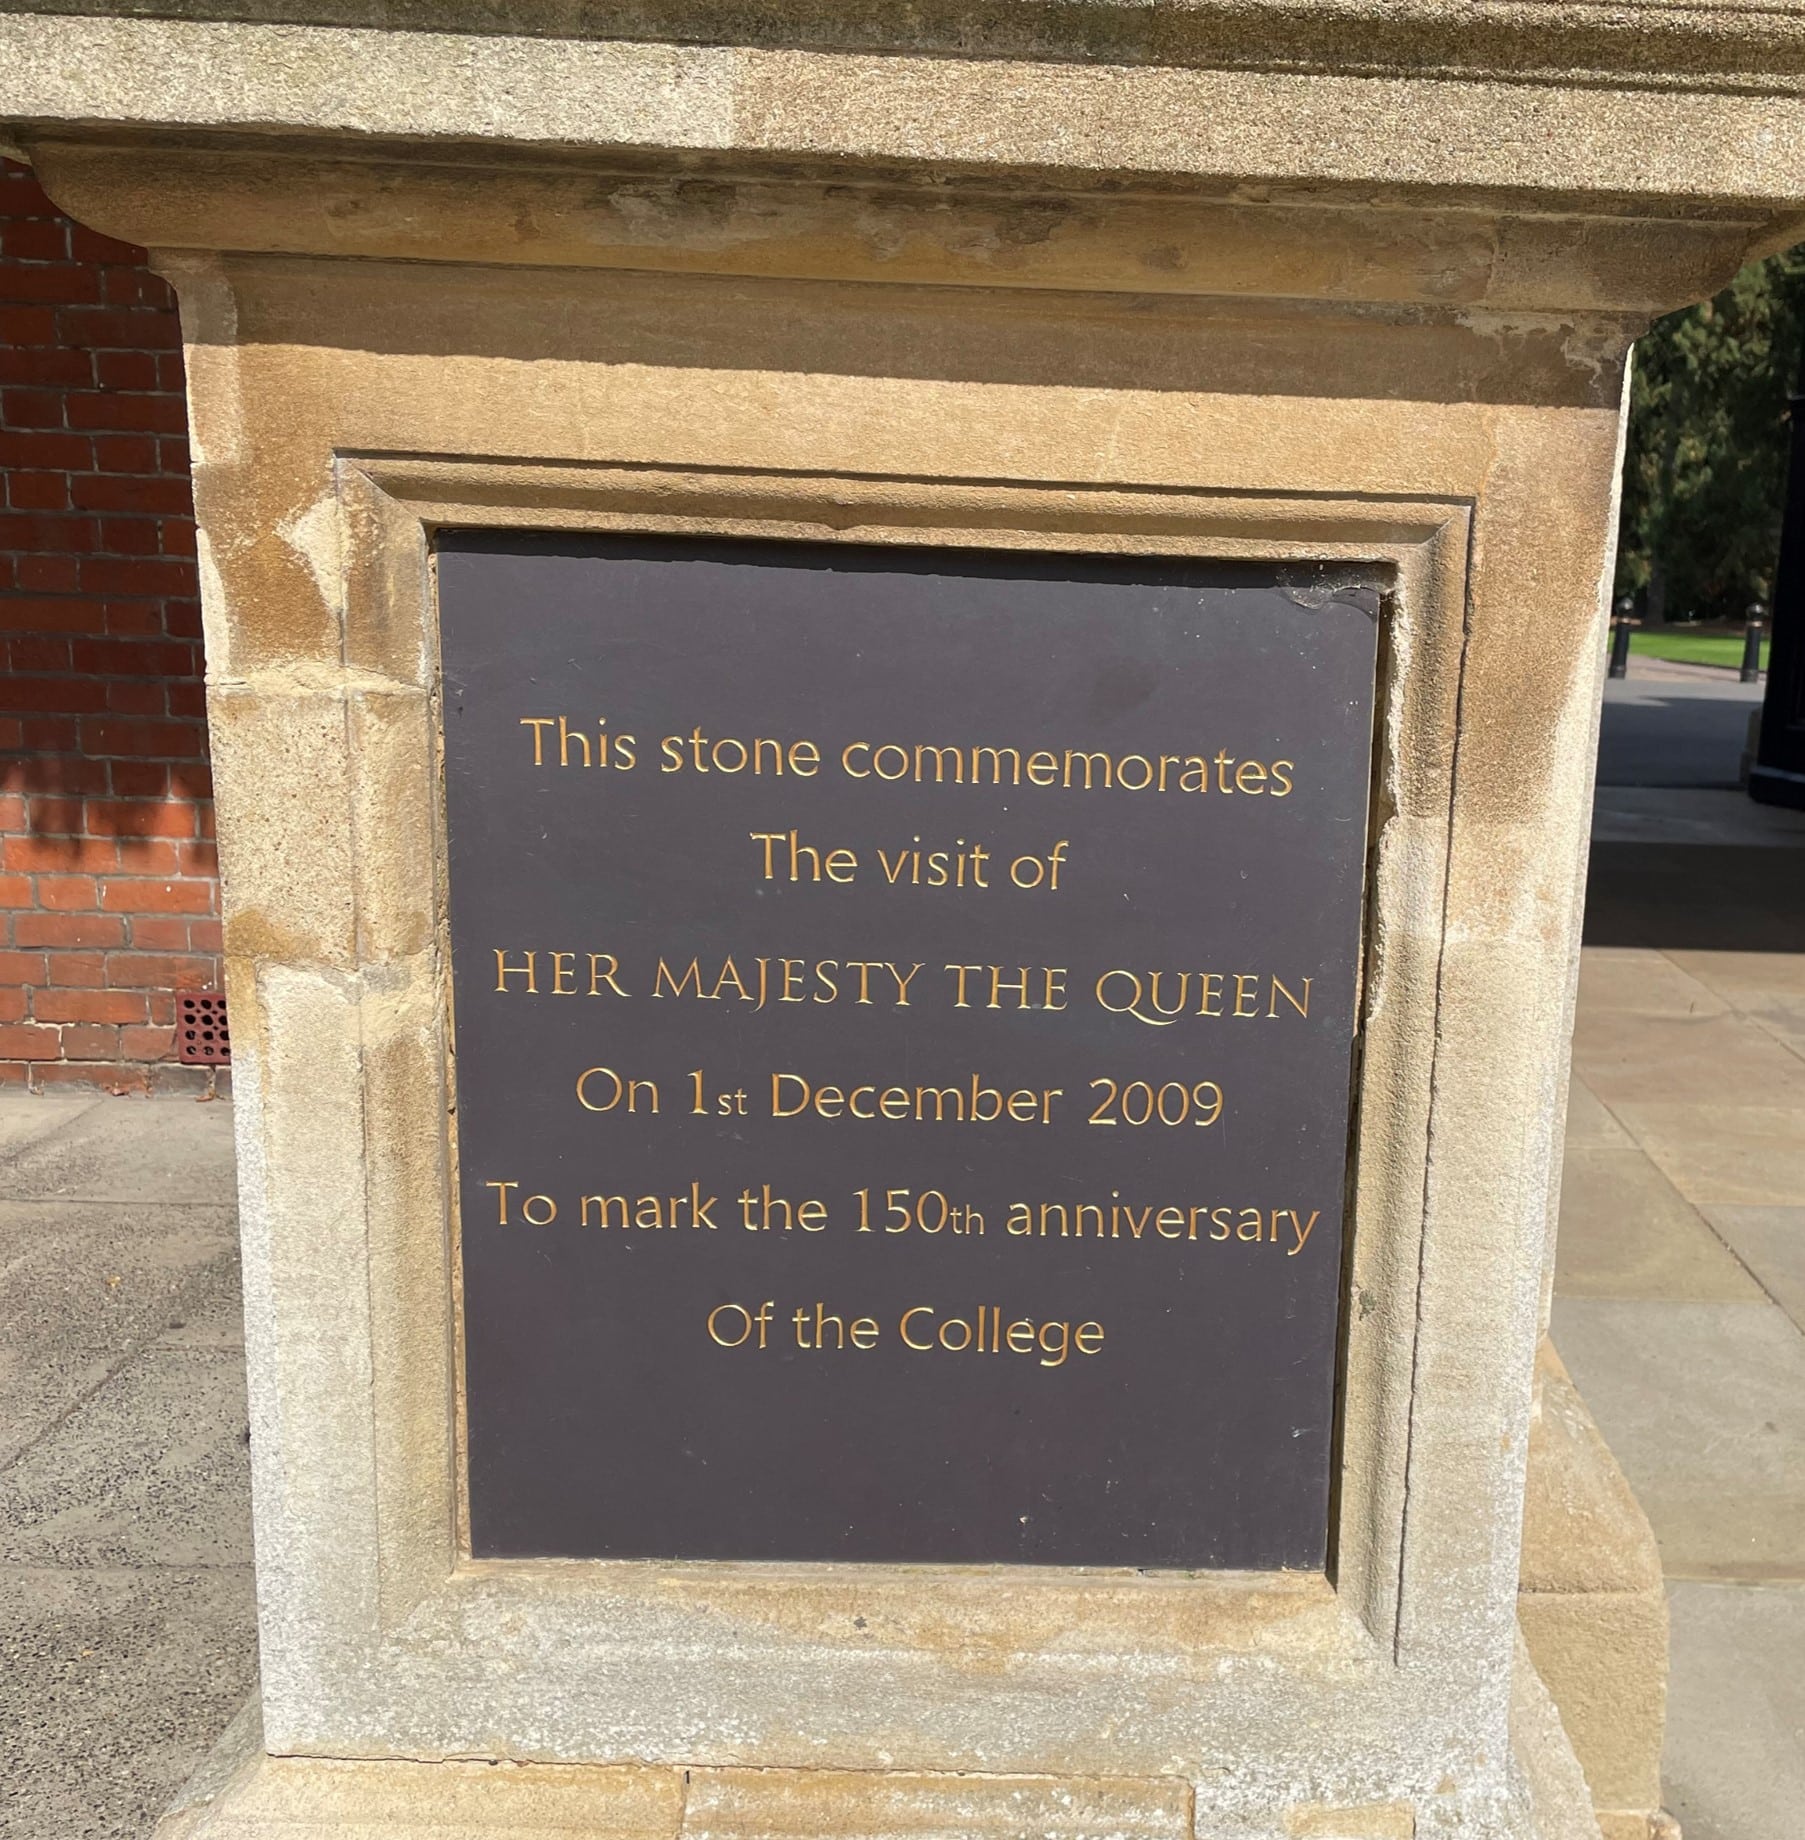 This stone commemorates
The visit of
HER MAJESTY THE QUEEN
On 1st December 2009
To mark the 150th anniversary
Of the College